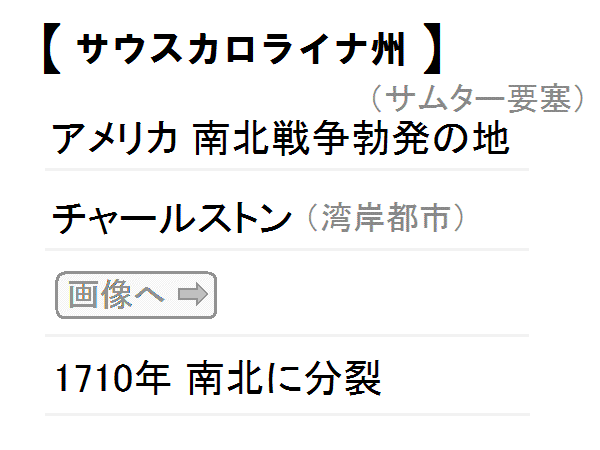 【 サウスカロライナ州 】
（サムター要塞）
アメリカ 南北戦争勃発の地
チャールストン（湾岸都市）
画像へ ⇨
1710年 南北に分裂